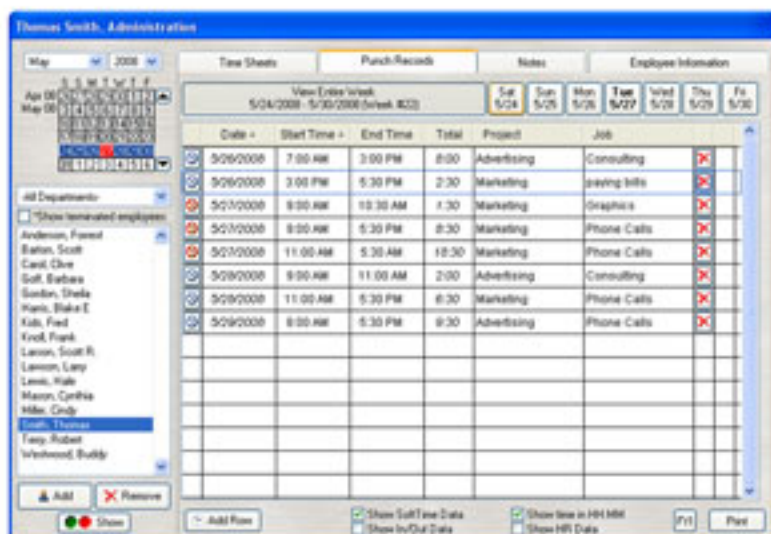 Thomas Smith, Administration
May 2008
Time Sheets Punch Records Notes Employee Information
View Entire Week
5/24/2008 - 5/30/2008 (Week #22)
Sat 5/24 Sun 5/25 Mon 5/26 Tue 5/27 Wed 5/28 Thu 5/29 Fri 5/30
S S M T W T F
Apr 08
May 08
Date Start Time End Time Total Project Job
5/26/2008 7:00 AM 3:00 PM 8:00 Advertising Consulting
5/26/2008 3:00 PM 5:30 PM 2:30 Marketing paying bills
5/27/2008 9:00 AM 10:30 AM 1:30 Marketing Graphics
5/27/2008 5:30 PM Marketing Phone Calls
5/27/2008 11:00 AM 5:30 AM Marketing Phone Calls
5/28/2008 9:00 AM 11:00 AM 2:00 Advertising Consulting
5/28/2008 11:00 AM 5:30 PM 6:30 Marketing Phone Calls
5/29/2008 8:00 AM 5:30 PM 9:30 Advertising Phone Calls
-All Departments-
*Show terminated employees
Anderson, Forrest
Barton, Scott
Carol, Clive
Goff, Barbara
Gordon, Sheila
Harris, Blake E
Kids, Fred
Knoll, Frank
Larson, Scott R.
Lawson, Larry
Lewis, Hale
Mason, Cynthia
Miller, Cindy
Smith, Thomas
Terry, Robert
Westwood, Buddy
Add Remove
Show
Add Row
Show SoftTime Data
Show In/Out Data
Show time in HH:MM
Show HR Data
Print